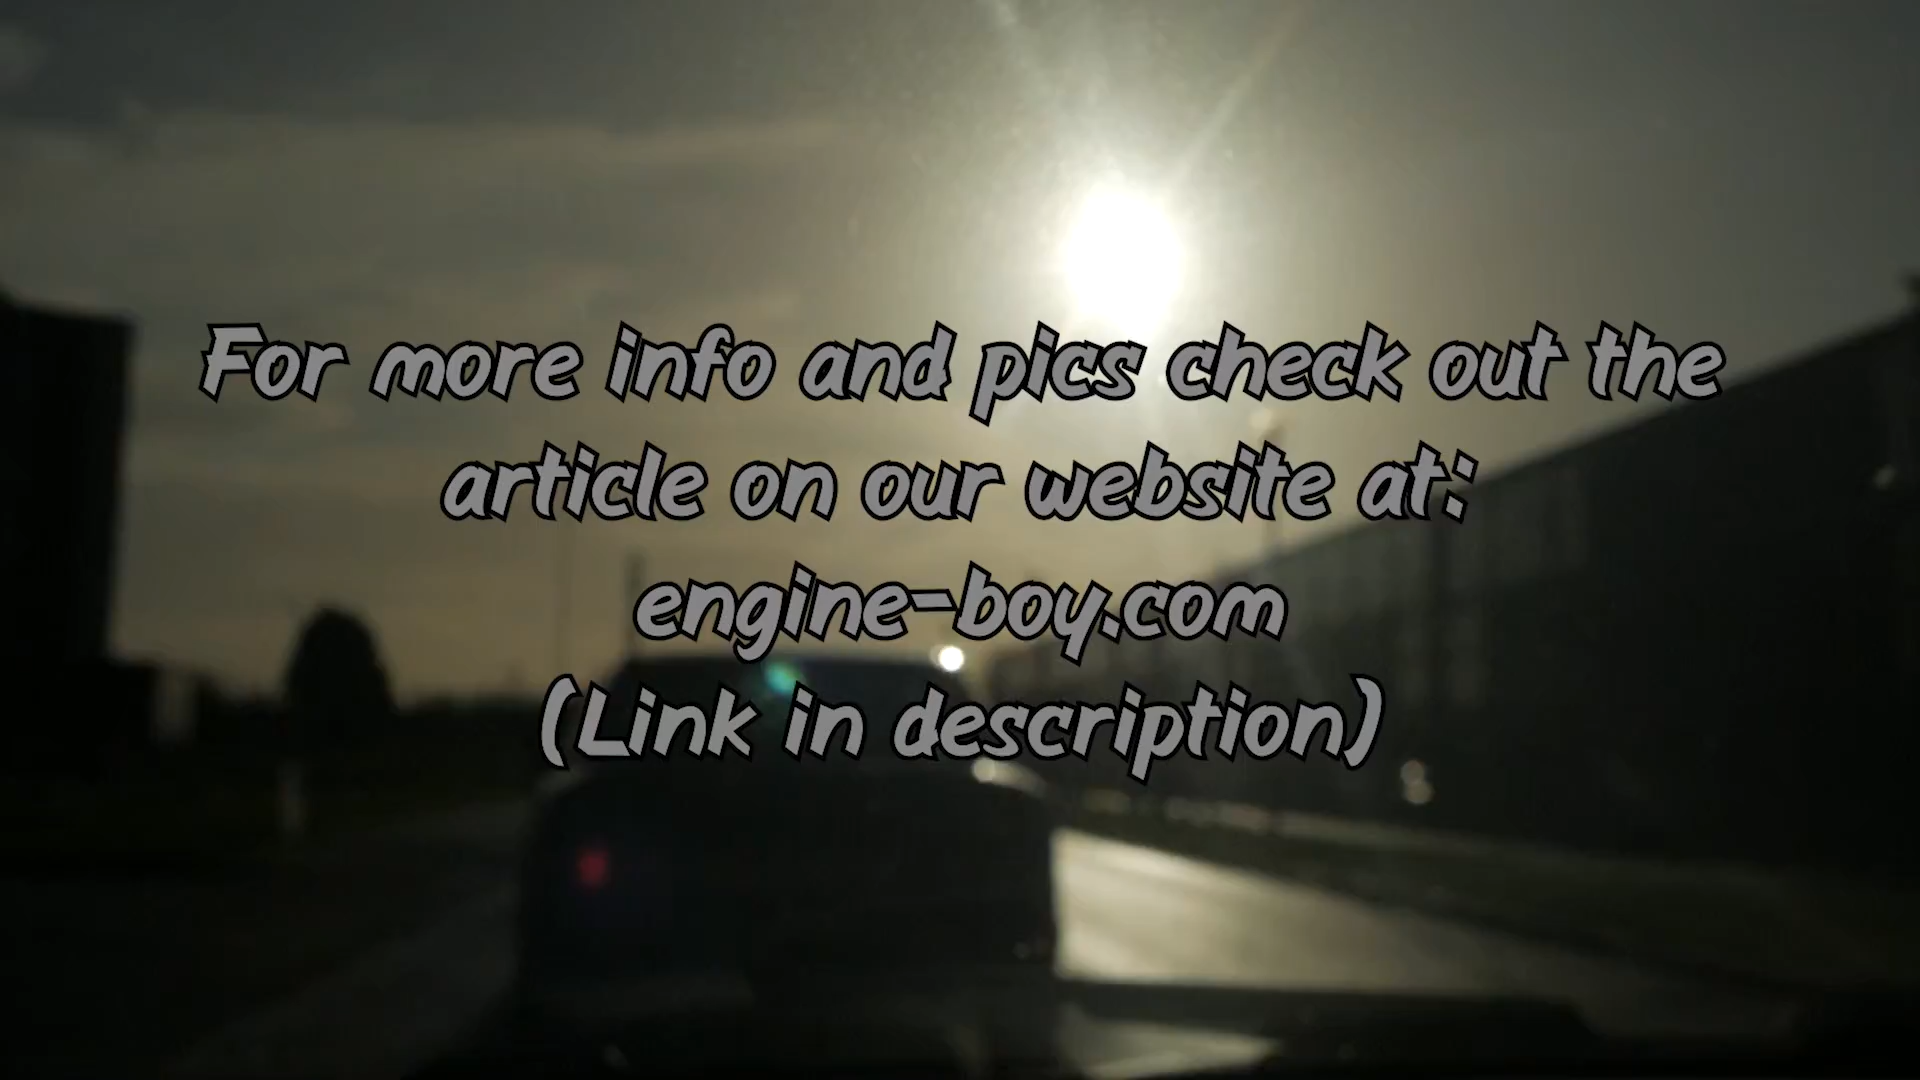 For more info and pics check out the
article on our website at:
engine-boy.com
(Link in description)